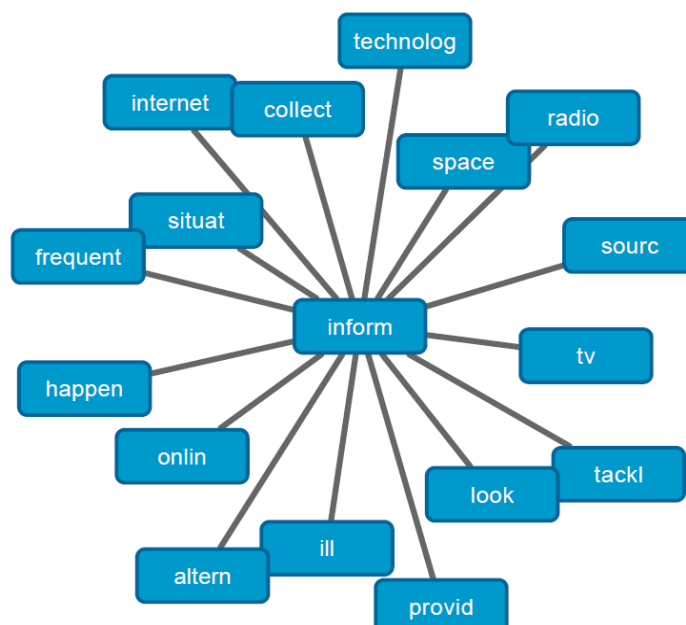 technolog
internet
collect
radio
space
situat
frequent
sourc
inform
tv
happen
onlin
look
tackl
ill
altern
provid